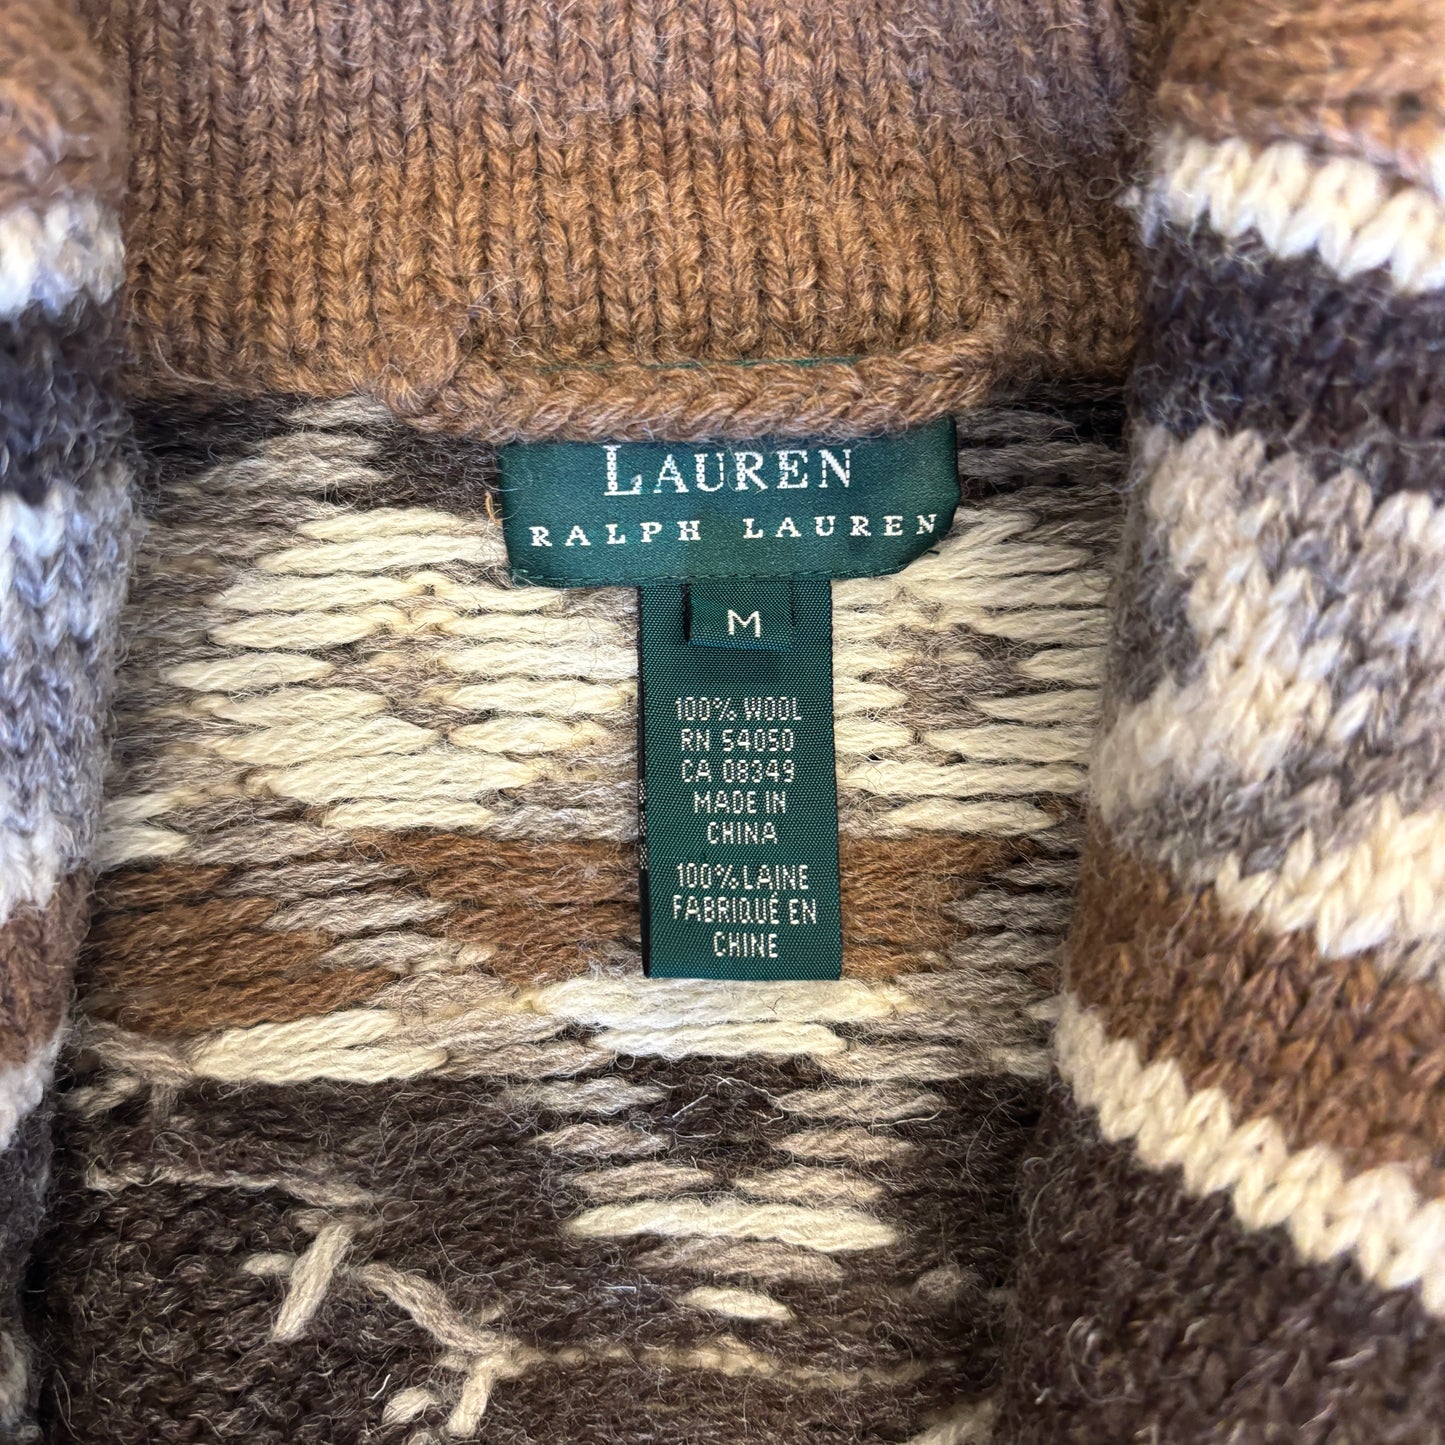 LAUREN
RALPH LAUREN
M
100% WOOL
RN 54050
CA 08349
MADE IN
CHINA
100% LAINE
FABRIQUÉ EN
CHINE